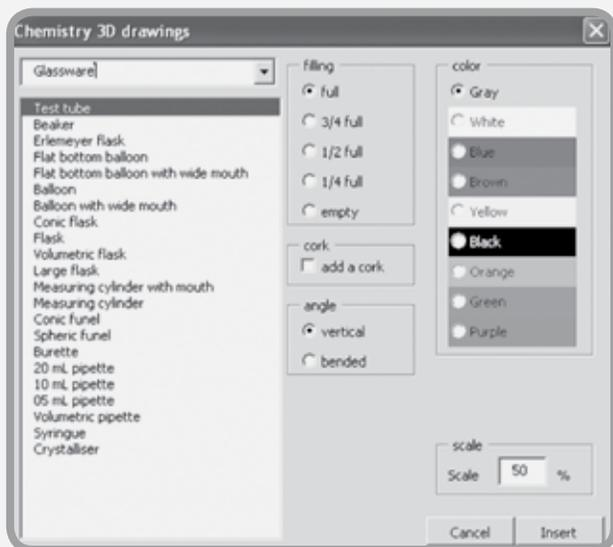 Chemistry 3D drawings
Glassware
Test tube
Beaker
Erlemeyer flask
Flat bottom balloon
Flat bottom balloon with wide mouth
Balloon
Balloon with wide mouth
Conic flask
Flask
Volumetric flask
Large flask
Measuring cylinder with mouth
Measuring cylinder
Conic funel
Spheric funel
Burette
20 mL pipette
10 mL pipette
05 mL pipette
Volumetric pipette
Syringue
Crystalliser
filling
full
3/4 full
1/2 full
1/4 full
empty
cork
add a cork
angle
vertical
bended
color
Gray
White
Blue
Brown
Yellow
Black
Orange
Green
Purple
scale
Scale 50 %
Cancel Insert